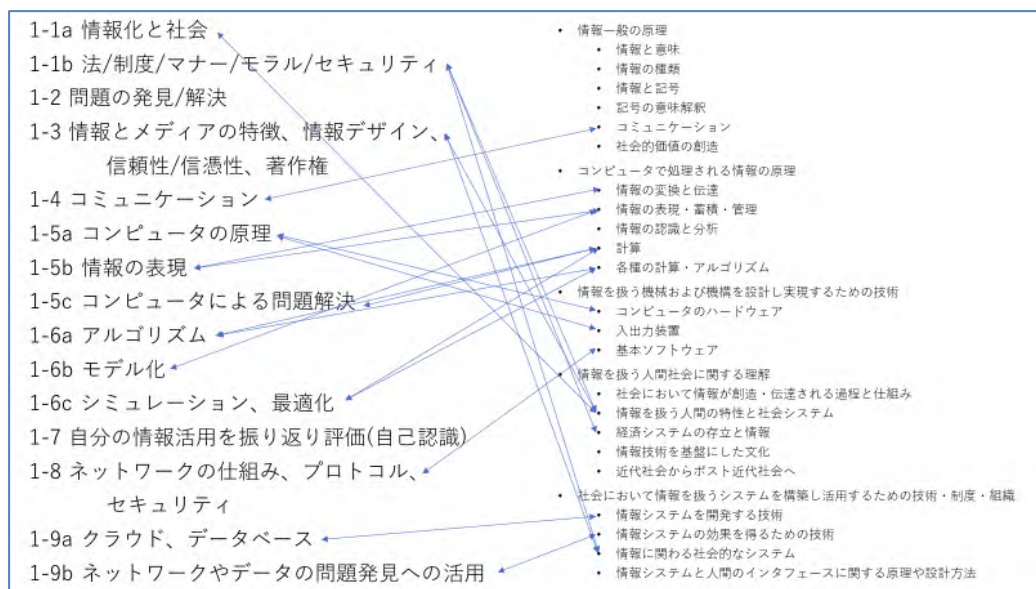 1-1a 情報化と社会
1-1b 法/制度/マナー/モラル/セキュリティ
1-2 問題の発見/解決
1-3 情報とメディアの特徴、情報デザイン、
信頼性/信憑性、著作権
1-4 コミュニケーション
1-5a コンピュータの原理
1-5b 情報の表現
1-5c コンピュータによる問題解決
1-6a アルゴリズム
1-6b モデル化
1-6c シミュレーション、最適化
1-7 自分の情報活用を振り返り評価(自己認識)
1-8 ネットワークの仕組み、プロトコル、
セキュリティ
1-9a クラウド、データベース
1-9b ネットワークやデータの問題発見への活用
• 情報一般の原理
• 情報と意味
• 情報の種類
• 情報と記号
• 記号の意味解釈
• コミュニケーション
• 社会的価値の創造
• コンピュータで処理される情報の原理
• 情報の変換と伝達
• 情報の表現・蓄積・管理
• 情報の認識と分析
• 計算
• 各種の計算・アルゴリズム
• 情報を扱う機械および機構を設計し実現するための技術
• コンピュータのハードウェア
• 入出力装置
• 基本ソフトウェア
• 情報を扱う人間社会に関する理解
• 社会において情報が創造・伝達される過程と仕組み
• 情報を扱う人間の特性と社会システム
• 経済システムの存立と情報
• 情報技術を基盤にした文化
• 近代社会からポスト近代社会へ
• 社会において情報を扱うシステムを構築し活用するための技術・制度・組織
• 情報システムを開発する技術
• 情報システムの効果を得るための技術
• 情報に関わる社会的なシステム
• 情報システムと人間のインタフェースに関する原理や設計方法